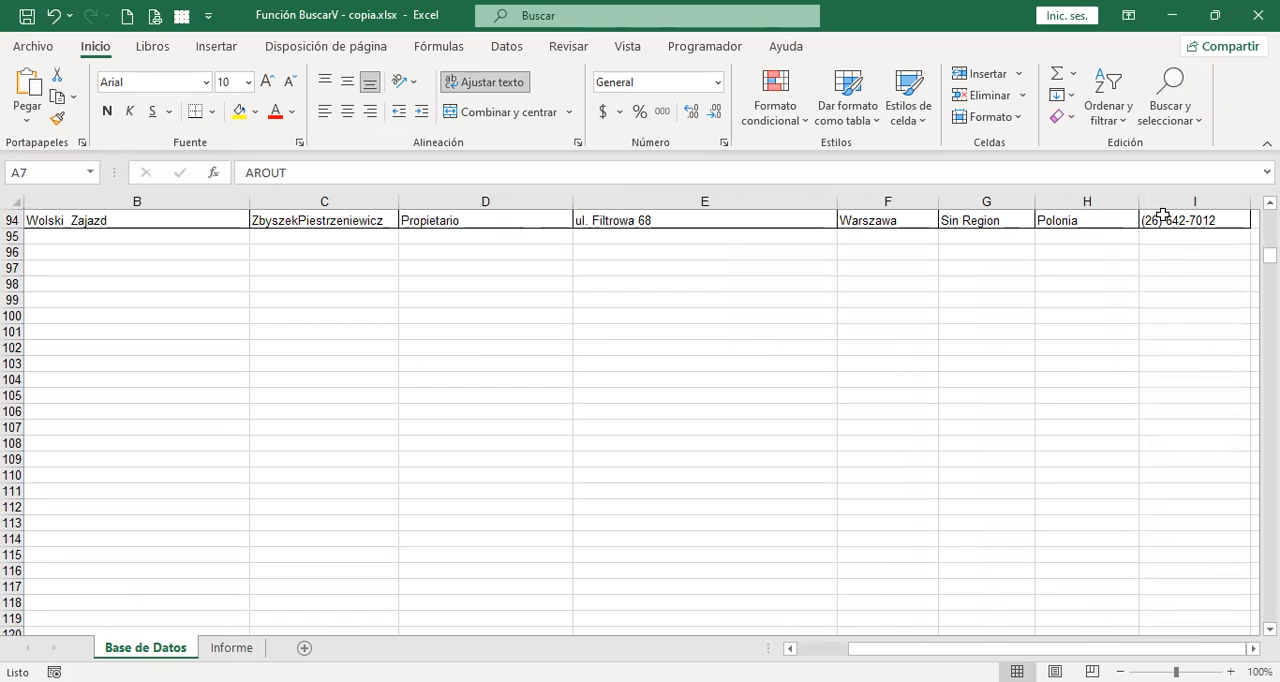 Función BuscarV - copia.xlsx - Excel
Buscar
Inic. ses.
Archivo Inicio Libros Insertar Disposición de página Fórmulas Datos Revisar Vista Programador Ayuda
Compartir
Pegar
Portapapeles
Arial 10
N K S A
Fuente
ab Ajustar texto
Combinar y centrar
Alineación
General
$ % 000
Número
Formato condicional
Dar formato como tabla
Estilos de celda
Estilos
Insertar
Eliminar
Formato
Celdas
Ordenar y filtrar
Buscar y seleccionar
Edición
A7 fx AROUT
B C D E F G H I
94 Wolski Zajazd ZbyszekPiestrzeniewicz Propietario ul. Filtrowa 68 Warszawa Sin Region Polonia (26) 642-7012
95
96
97
98
99
100
101
102
103
104
105
106
107
108
109
110
111
112
113
114
115
116
117
118
119
120
Base de Datos Informe
Listo 100%